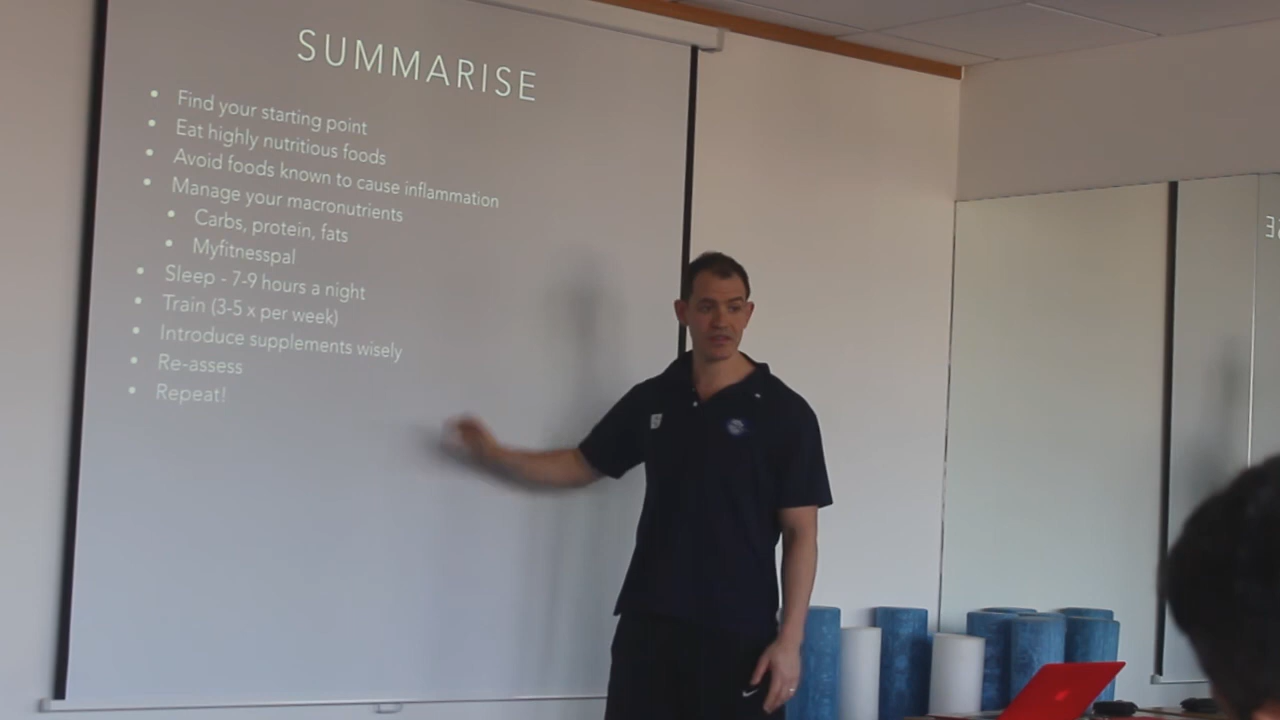 SUMMARISE
• Find your starting point
• Eat highly nutritious foods
• Avoid foods known to cause inflammation
• Manage your macronutrients
• Carbs, protein, fats
• Myfitnesspal
• Sleep - 7-9 hours a night
• Train (3-5 x per week)
• Introduce supplements wisely
• Re-assess
• Repeat!